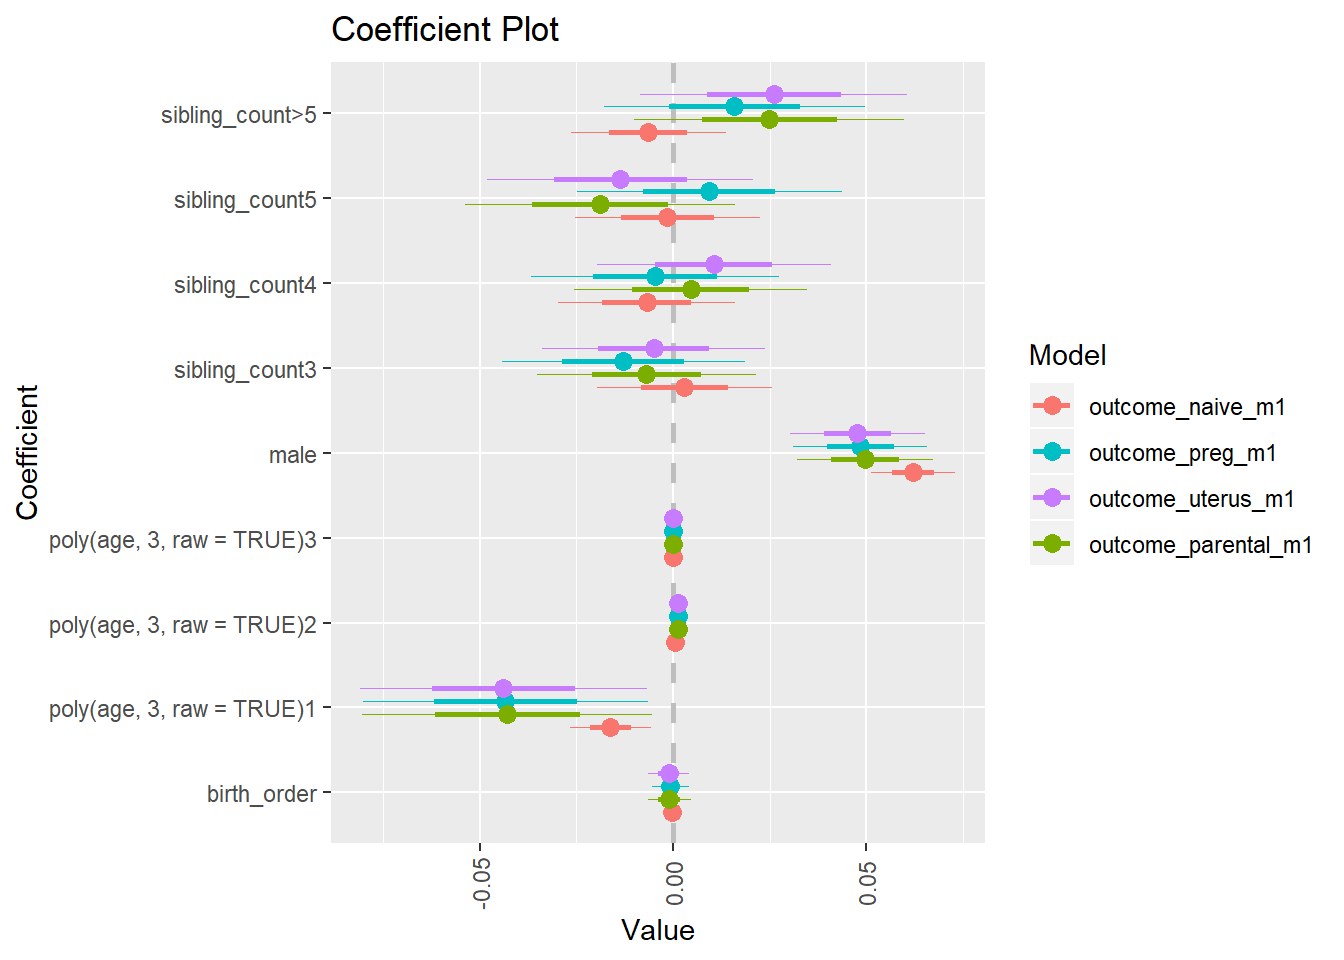 Coefficient Plot
sibling_count>5
sibling_count5
sibling_count4
sibling_count3
male
poly(age, 3, raw = TRUE)3
poly(age, 3, raw = TRUE)2
poly(age, 3, raw = TRUE)1
birth_order
Coefficient
-0.05
0.00
0.05
Value
Model
outcome_naive_m1
outcome_preg_m1
outcome_uterus_m1
outcome_parental_m1